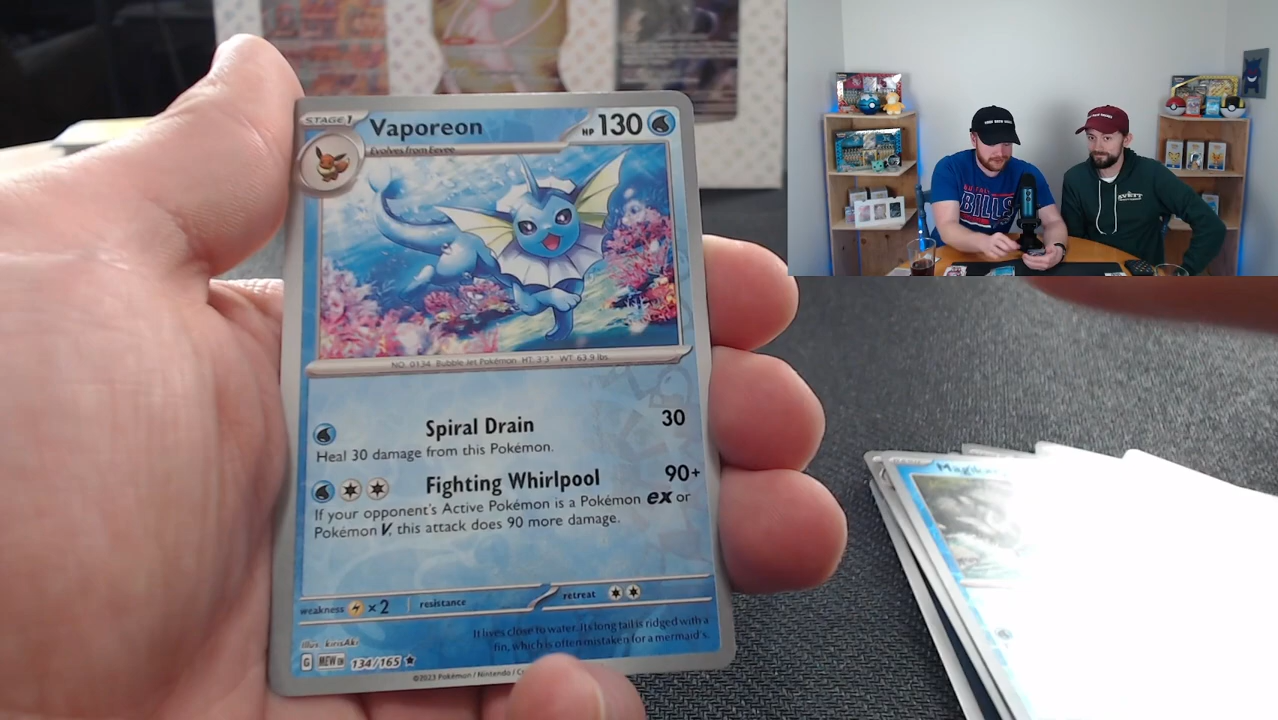 STAGE 1
Vaporeon
HP 130
Evolves from Eevee
NO. 0134 Bubble Jet Pokémon HT: 3'3" WT: 63.9 lbs.
Spiral Drain 30
Heal 30 damage from this Pokémon.
Fighting Whirlpool 90+
If your opponent's Active Pokémon is a Pokémon ex or
Pokémon V, this attack does 90 more damage.
weakness x2 resistance retreat
It lives close to water. Its long tail is ridged with a
fin, which is often mistaken for a mermaid's.
Illus. kirisAki
G MEW EN 134/165
©2023 Pokémon / Nintendo /
BILLS